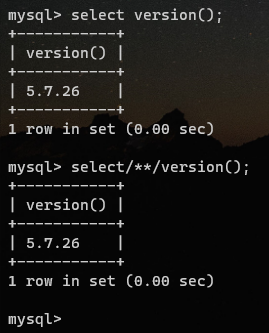 mysql> select version();
+-----------+
| version() |
+-----------+
| 5.7.26    |
+-----------+
1 row in set (0.00 sec)
mysql> select/**/version();
+-----------+
| version() |
+-----------+
| 5.7.26    |
+-----------+
1 row in set (0.00 sec)
mysql>